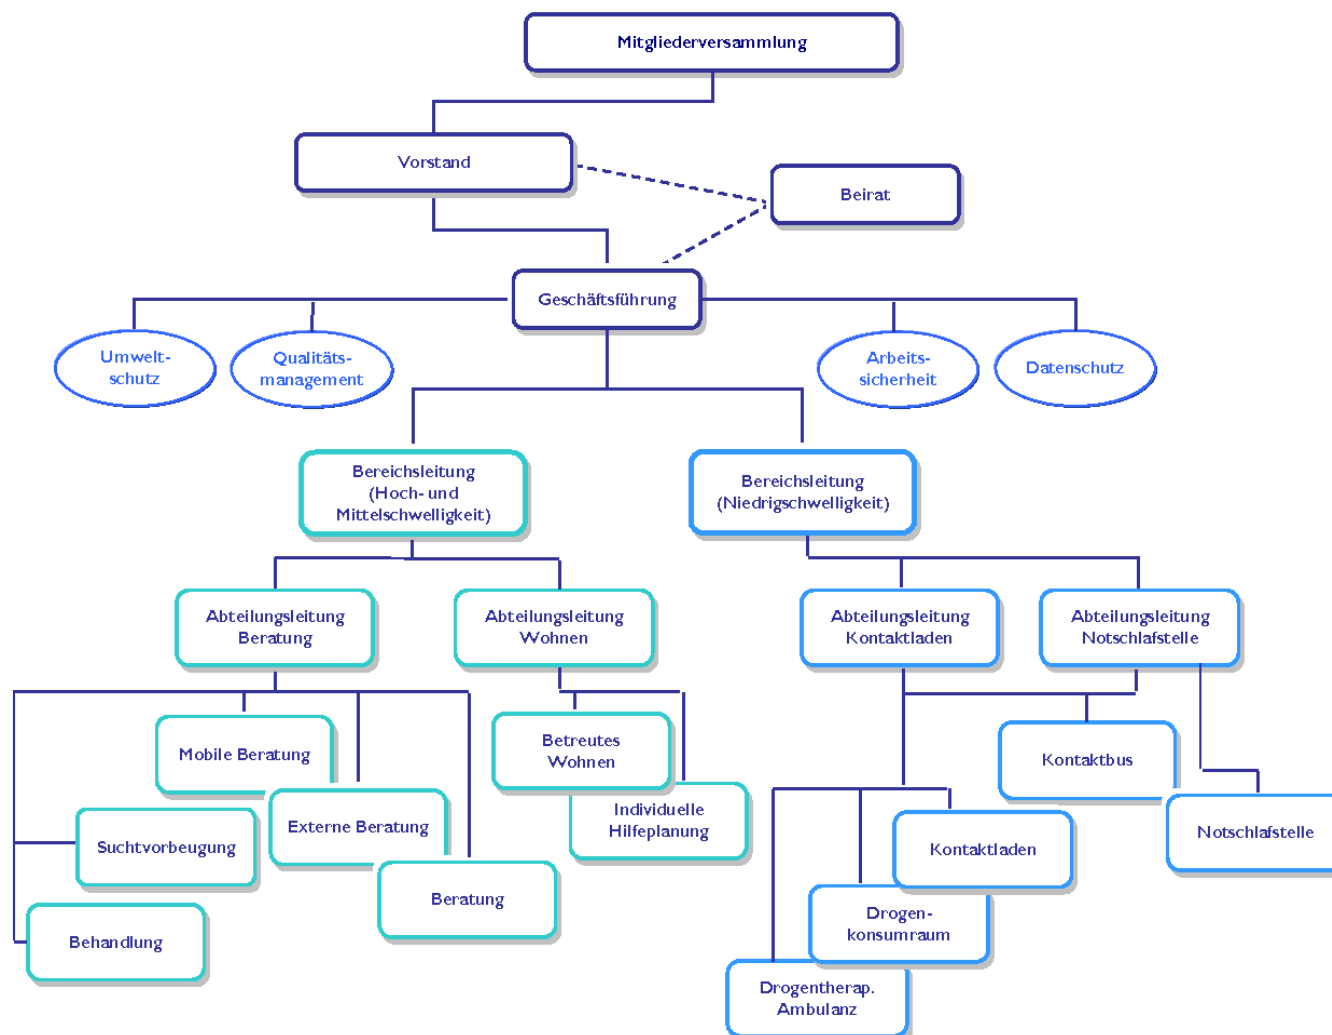 Mitgliederversammlung
Vorstand
Beirat
Geschäftsführung
Umwelt-
schutz
Qualitäts-
management
Arbeits-
sicherheit
Datenschutz
Bereichsleitung
(Hoch- und
Mittelschwelligkeit)
Bereichsleitung
(Niedrigschwelligkeit)
Abteilungsleitung
Beratung
Abteilungsleitung
Wohnen
Abteilungsleitung
Kontaktladen
Abteilungsleitung
Notschlafstelle
Mobile Beratung
Betreutes
Wohnen
Kontaktbus
Externe Beratung
Individuelle
Hilfeplanung
Notschlafstelle
Suchtvorbeugung
Kontaktladen
Beratung
Behandlung
Drogen-
konsumraum
Drogentherap.
Ambulanz